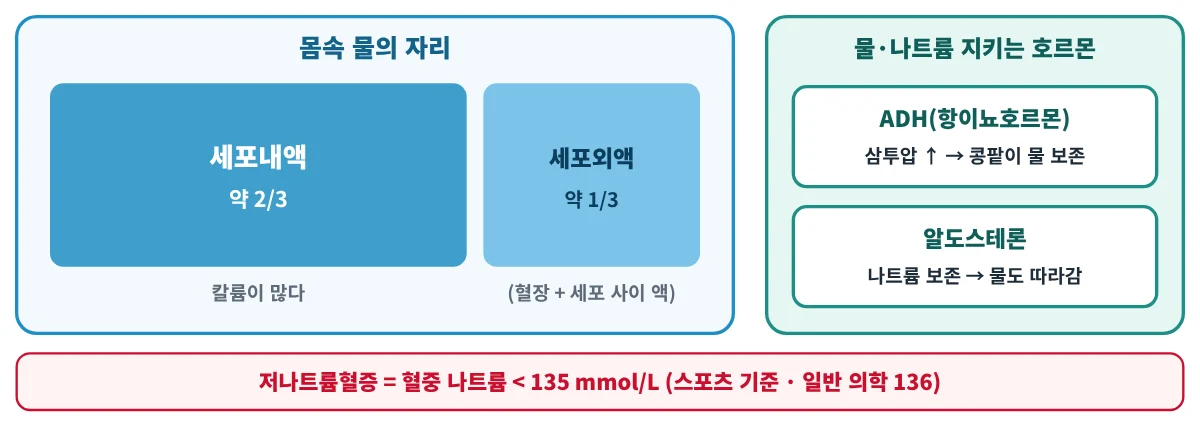 몸속 물의 자리
세포내액
약 2/3
칼륨이 많다
세포외액
약 1/3
(혈장 + 세포 사이 액)
물·나트륨 지키는 호르몬
ADH(항이뇨호르몬)
삼투압 ↑ → 콩팥이 물 보존
알도스테론
나트륨 보존 → 물도 따라감
저나트륨혈증 = 혈중 나트륨 < 135 mmol/L (스포츠 기준 · 일반 의학 136)